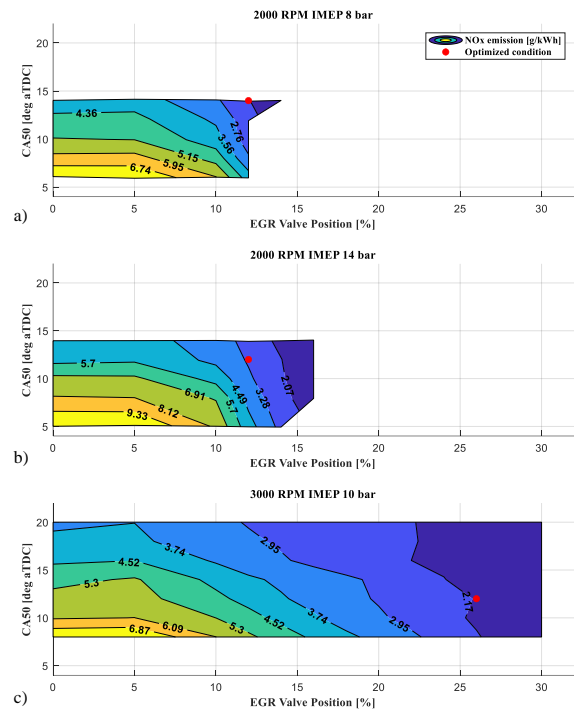 2000 RPM IMEP 8 bar
NOx emission [g/kWh]
Optimized condition
CA50 [deg aTDC]
20
15
10
5
4.36
2.76
3.56
5.15
5.95
6.74
0 5 10 15 20 25 30
EGR Valve Position [%]
a)
2000 RPM IMEP 14 bar
CA50 [deg aTDC]
20
15
10
5
5.7
6.91
4.49
3.28
2.07
5.7
8.12
9.33
0 5 10 15 20 25 30
EGR Valve Position [%]
b)
3000 RPM IMEP 10 bar
CA50 [deg aTDC]
20
15
10
5
3.74
2.95
4.52
5.3
2.17
3.74
2.95
4.52
5.3
6.09
6.87
0 5 10 15 20 25 30
EGR Valve Position [%]
c)